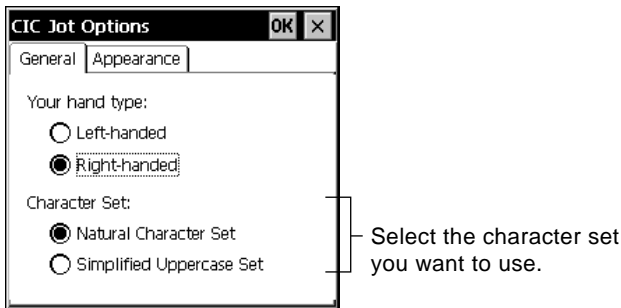 CIC Jot Options OK ×
General Appearance
Your hand type:
Left-handed
Right-handed
Character Set:
Natural Character Set
Simplified Uppercase Set
Select the character set
you want to use.